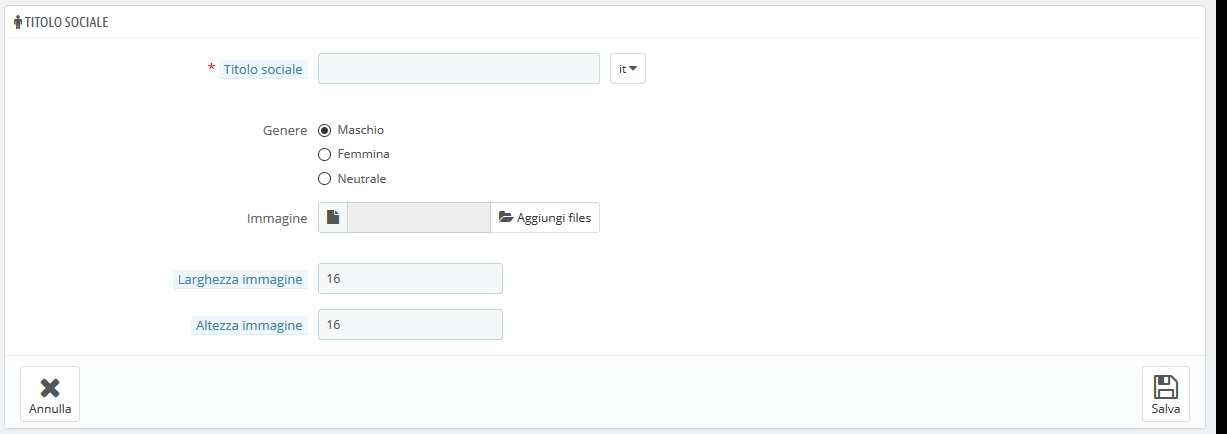 TITOLO SOCIALE
* Titolo sociale it
Genere Maschio
Femmina
Neutrale
Immagine Aggiungi files
Larghezza immagine 16
Altezza immagine 16
Annulla Salva